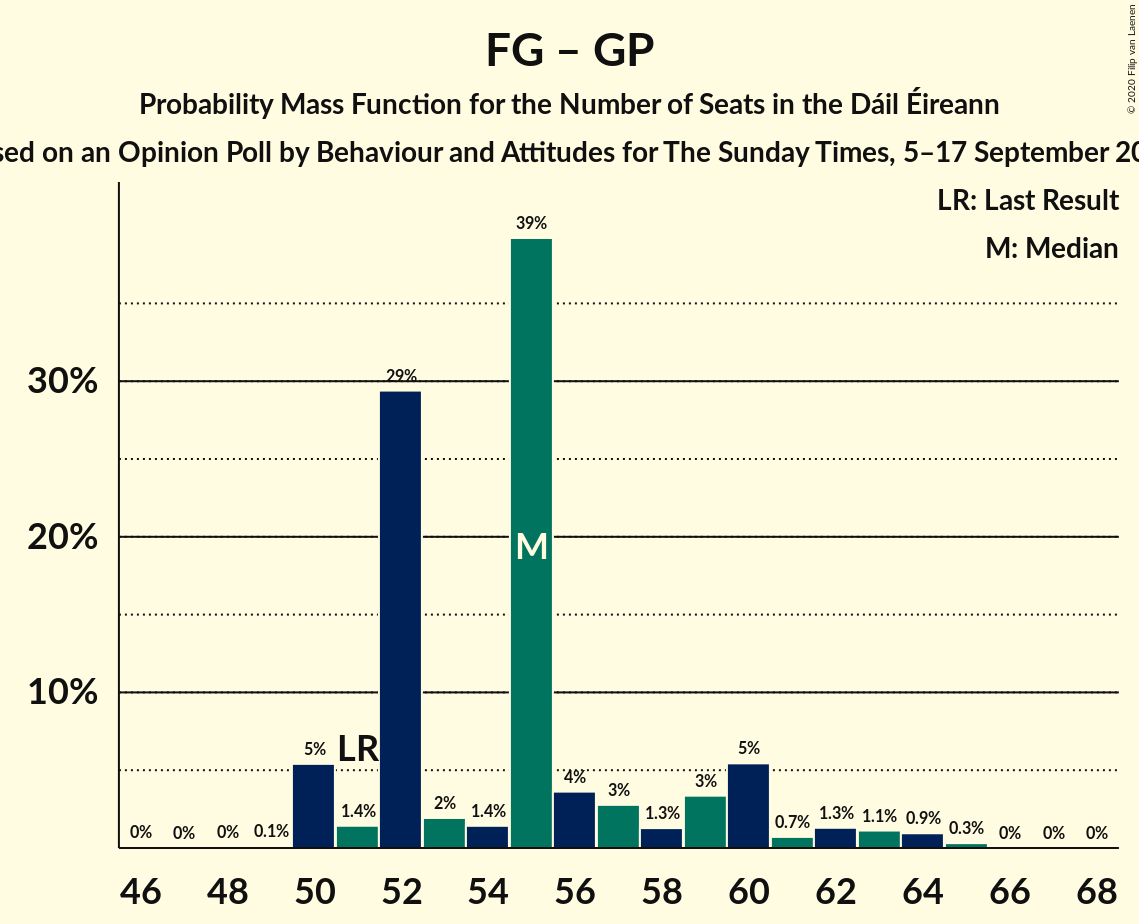 FG – GP
Probability Mass Function for the Number of Seats in the Dáil Éireann
on an Opinion Poll by Behaviour and Attitudes for The Sunday Times, 5–17 September
© 2020 Filip van Laenen
LR: Last Result
M: Median
30%
20%
10%
0% 0% 0% 0.1% 5% 1.4% 29% 2% 1.4% 39% 4% 3% 1.3% 3% 5% 0.7% 1.3% 1.1% 0.9% 0.3% 0% 0% 0%
LR
M
46 48 50 52 54 56 58 60 62 64 66 68